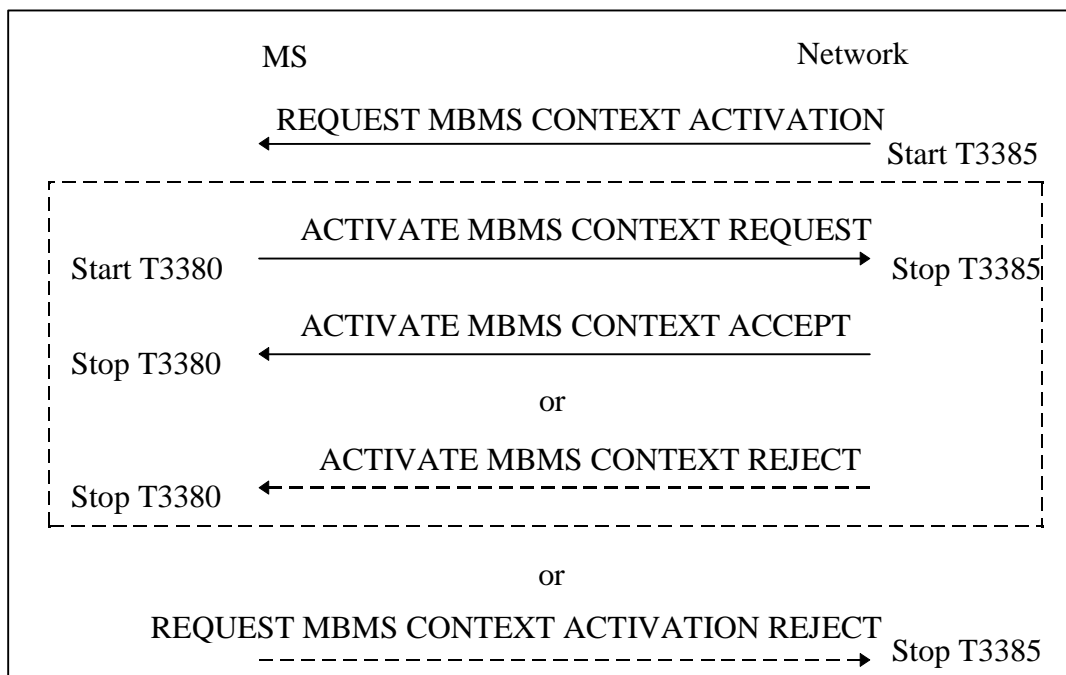 MS Network
REQUEST MBMS CONTEXT ACTIVATION
Start T3385
ACTIVATE MBMS CONTEXT REQUEST
Start T3380 Stop T3385
ACTIVATE MBMS CONTEXT ACCEPT
Stop T3380
or
ACTIVATE MBMS CONTEXT REJECT
Stop T3380
or
REQUEST MBMS CONTEXT ACTIVATION REJECT
Stop T3385